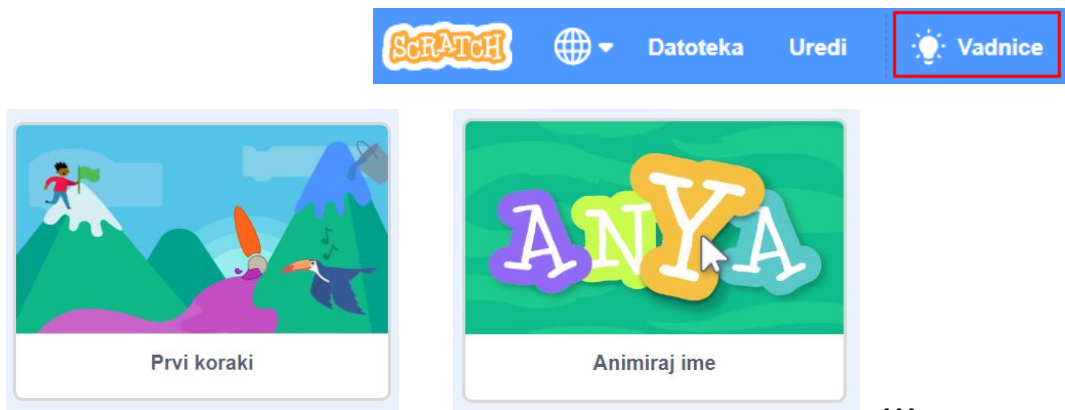 SCRATCH Datoteka Uredi Vadnice
ANYA
Prvi koraki Animiraj ime
...